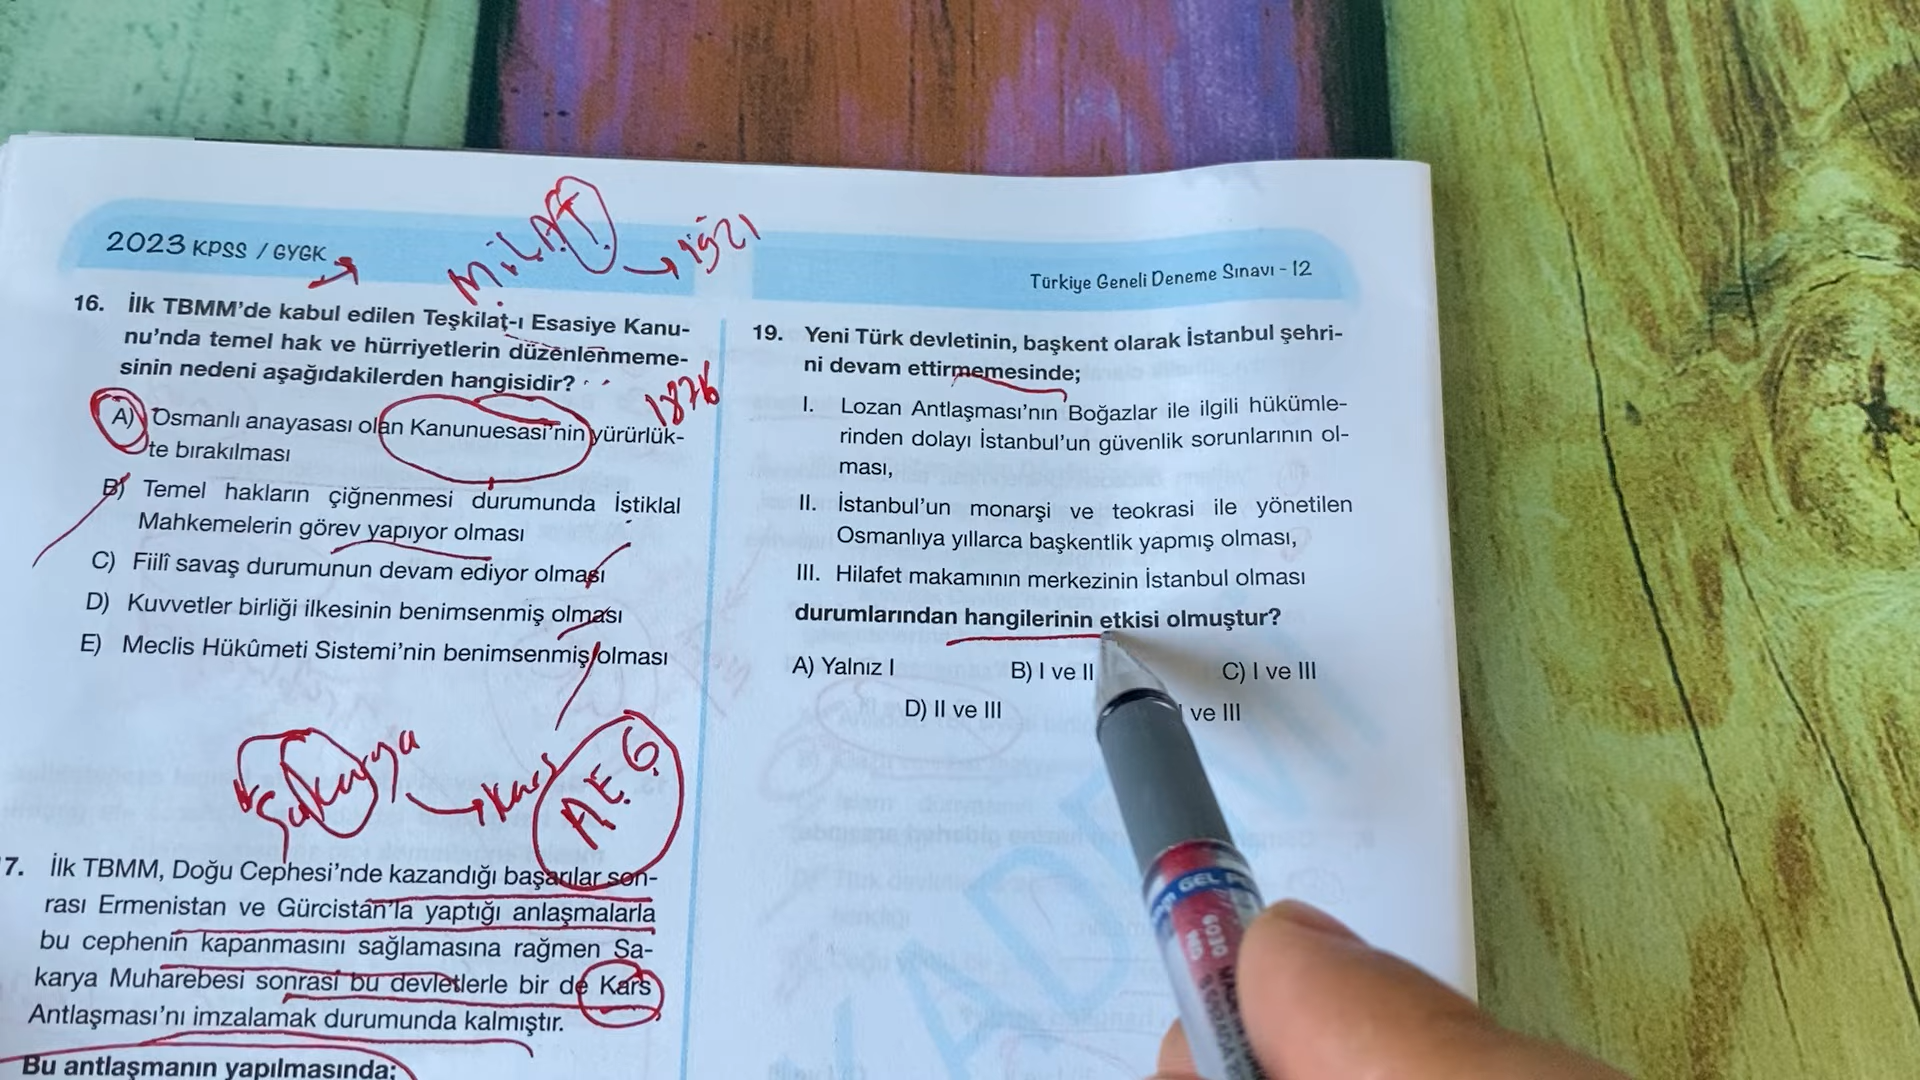 2023 KPSS / GYGK
MİLAT
1921
Türkiye Geneli Deneme Sınavı - 12
16. İlk TBMM'de kabul edilen Teşkilat-ı Esasiye Kanu-
nu'nda temel hak ve hürriyetlerin düzenlenmeme-
sinin nedeni aşağıdakilerden hangisidir?
1876
A) Osmanlı anayasası olan Kanunuesasi'nin yürürlük-
te bırakılması
B) Temel hakların çiğnenmesi durumunda İstiklal
Mahkemelerin görev yapıyor olması
C) Fiilî savaş durumunun devam ediyor olması
D) Kuvvetler birliği ilkesinin benimsenmiş olması
E) Meclis Hükûmeti Sistemi'nin benimsenmiş olması
Sakarya
Kars
A.E. 6
7. İlk TBMM, Doğu Cephesi'nde kazandığı başarılar son-
rası Ermenistan ve Gürcistan'la yaptığı anlaşmalarla
bu cephenin kapanmasını sağlamasına rağmen Sa-
karya Muharebesi sonrası bu devletlerle bir de Kars
Antlaşması'nı imzalamak durumunda kalmıştır.
Bu antlaşmanın yapılmasında;
19. Yeni Türk devletinin, başkent olarak İstanbul şehri-
ni devam ettirmemesinde;
I. Lozan Antlaşması'nın Boğazlar ile ilgili hükümle-
rinden dolayı İstanbul'un güvenlik sorunlarının ol-
ması,
II. İstanbul'un monarşi ve teokrasi ile yönetilen
Osmanlıya yıllarca başkentlik yapmış olması,
III. Hilafet makamının merkezinin İstanbul olması
durumlarından hangilerinin etkisi olmuştur?
A) Yalnız I B) I ve II C) I ve III
D) II ve III I ve III
GEL